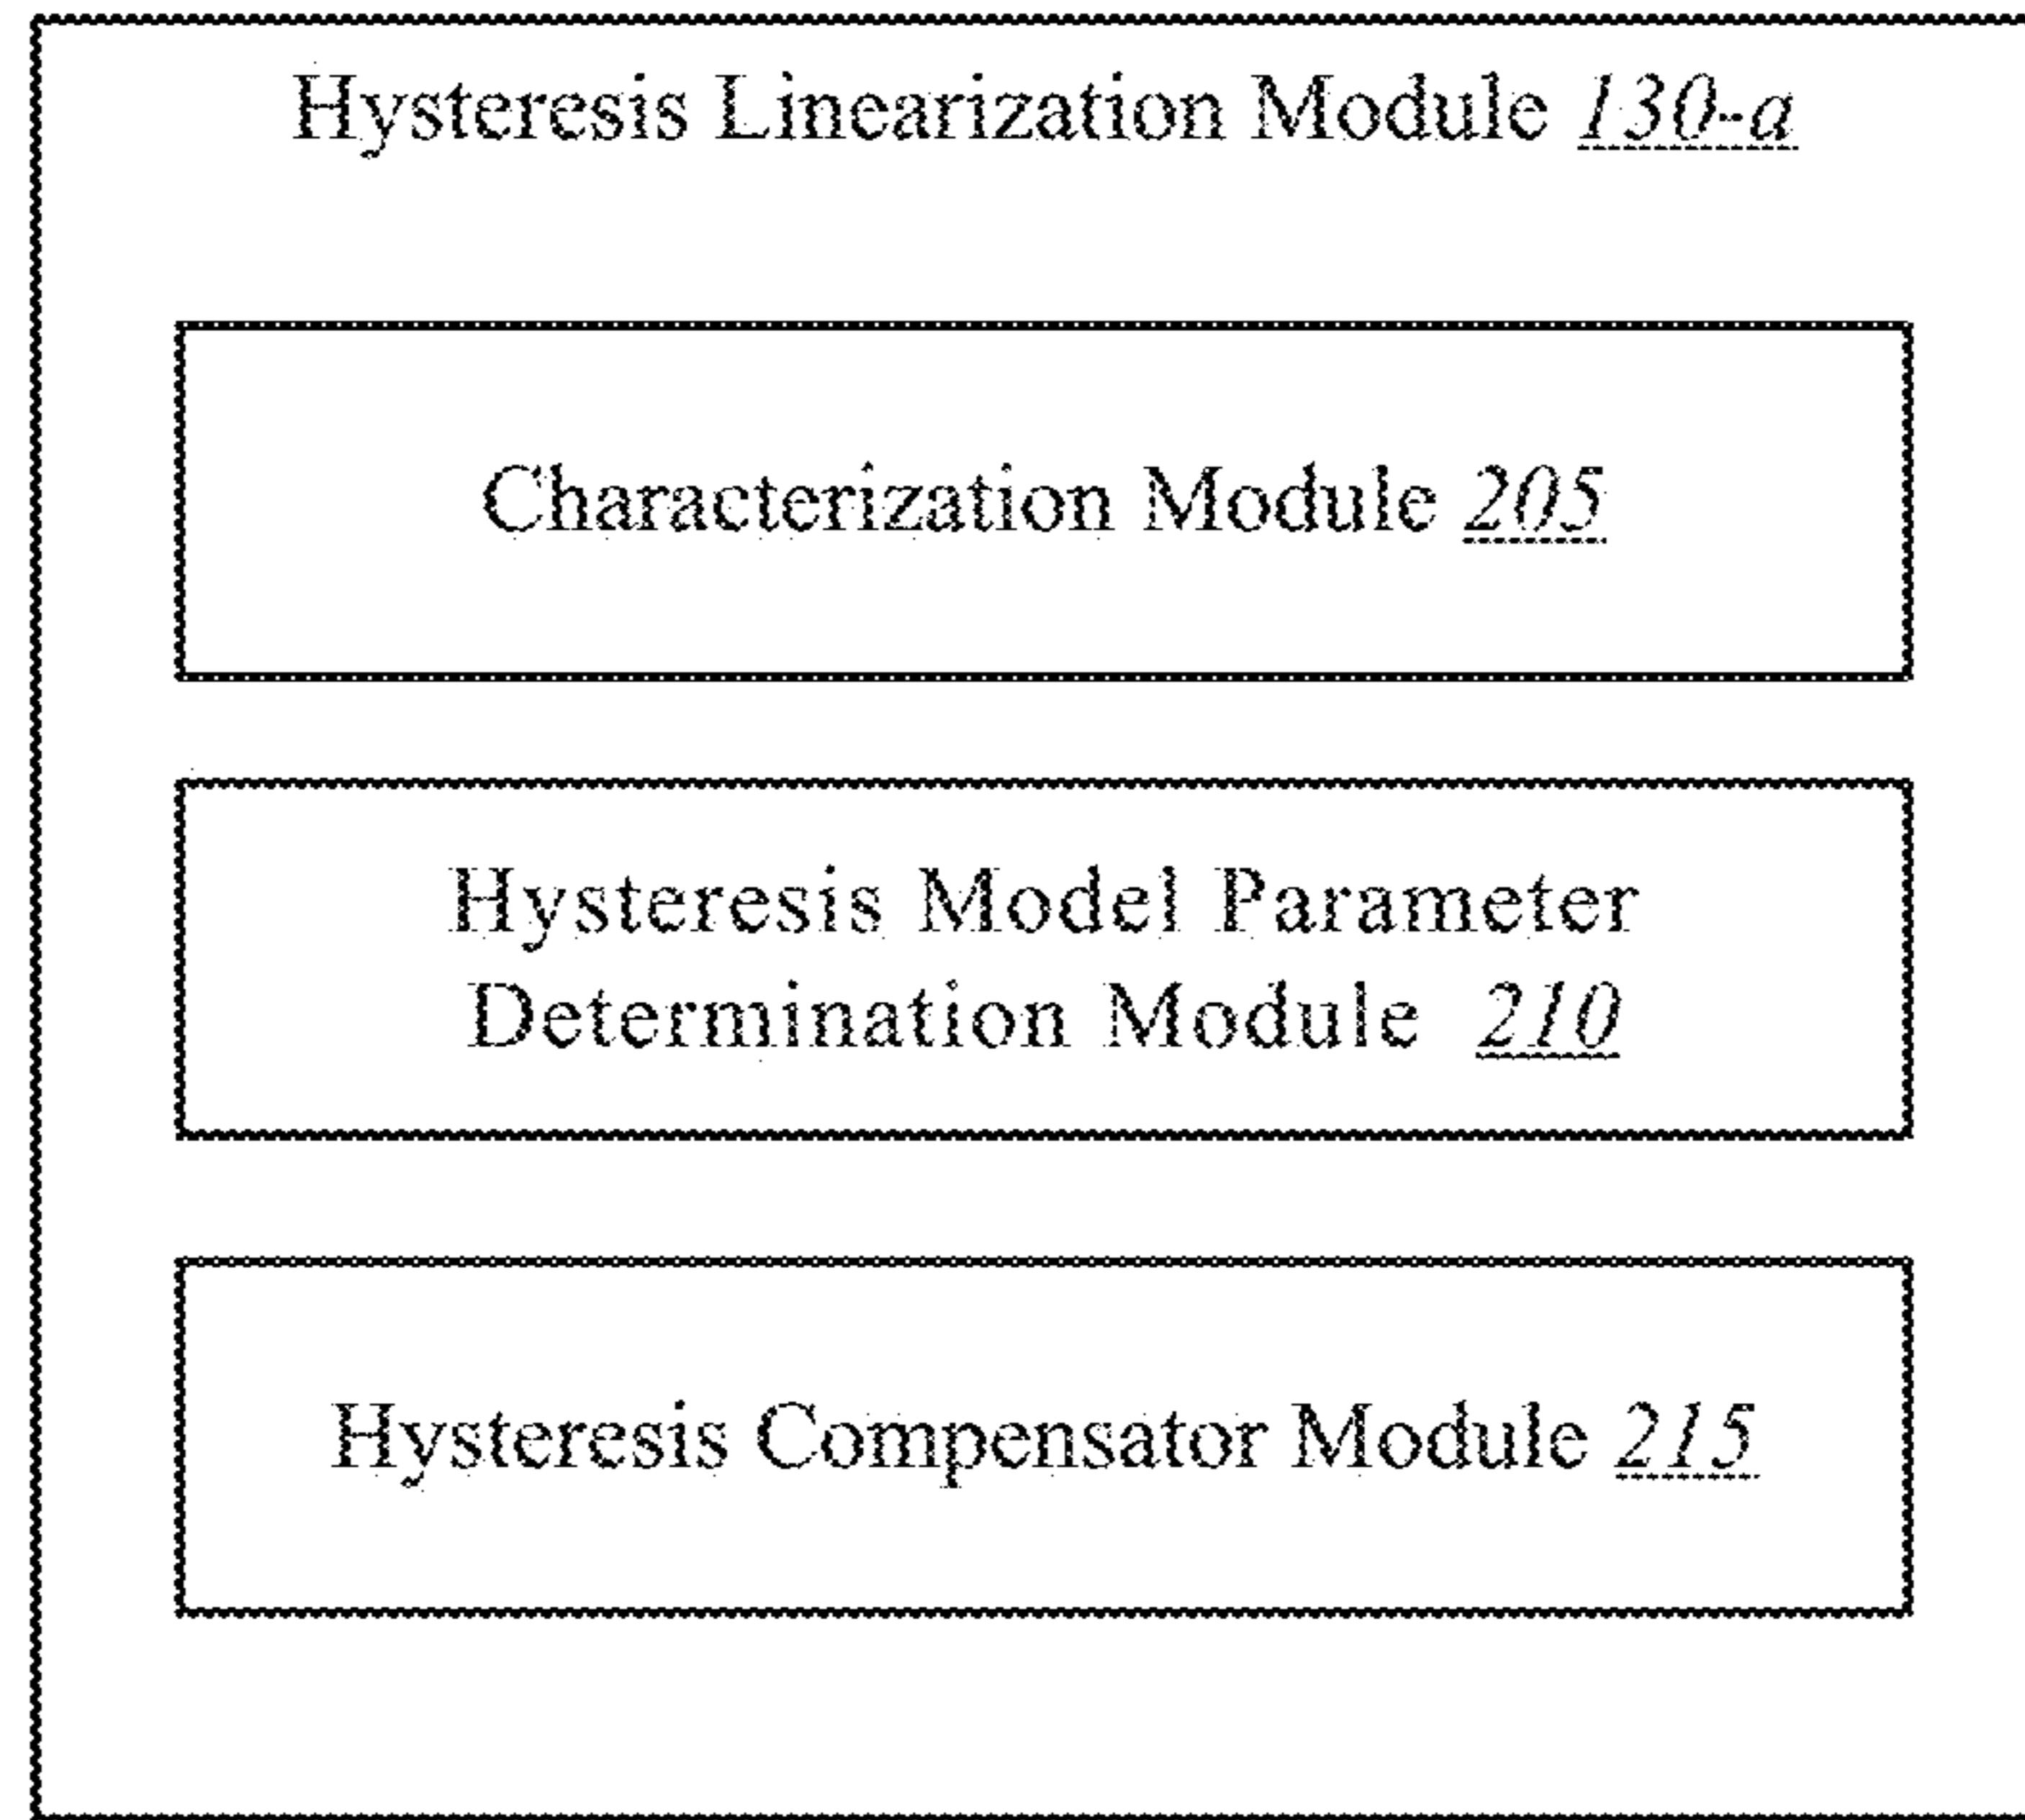 Hysteresis Linearization Module 130-a
Characterization Module 205
Hysteresis Model Parameter
Determination Module 210
Hysteresis Compensator Module 215